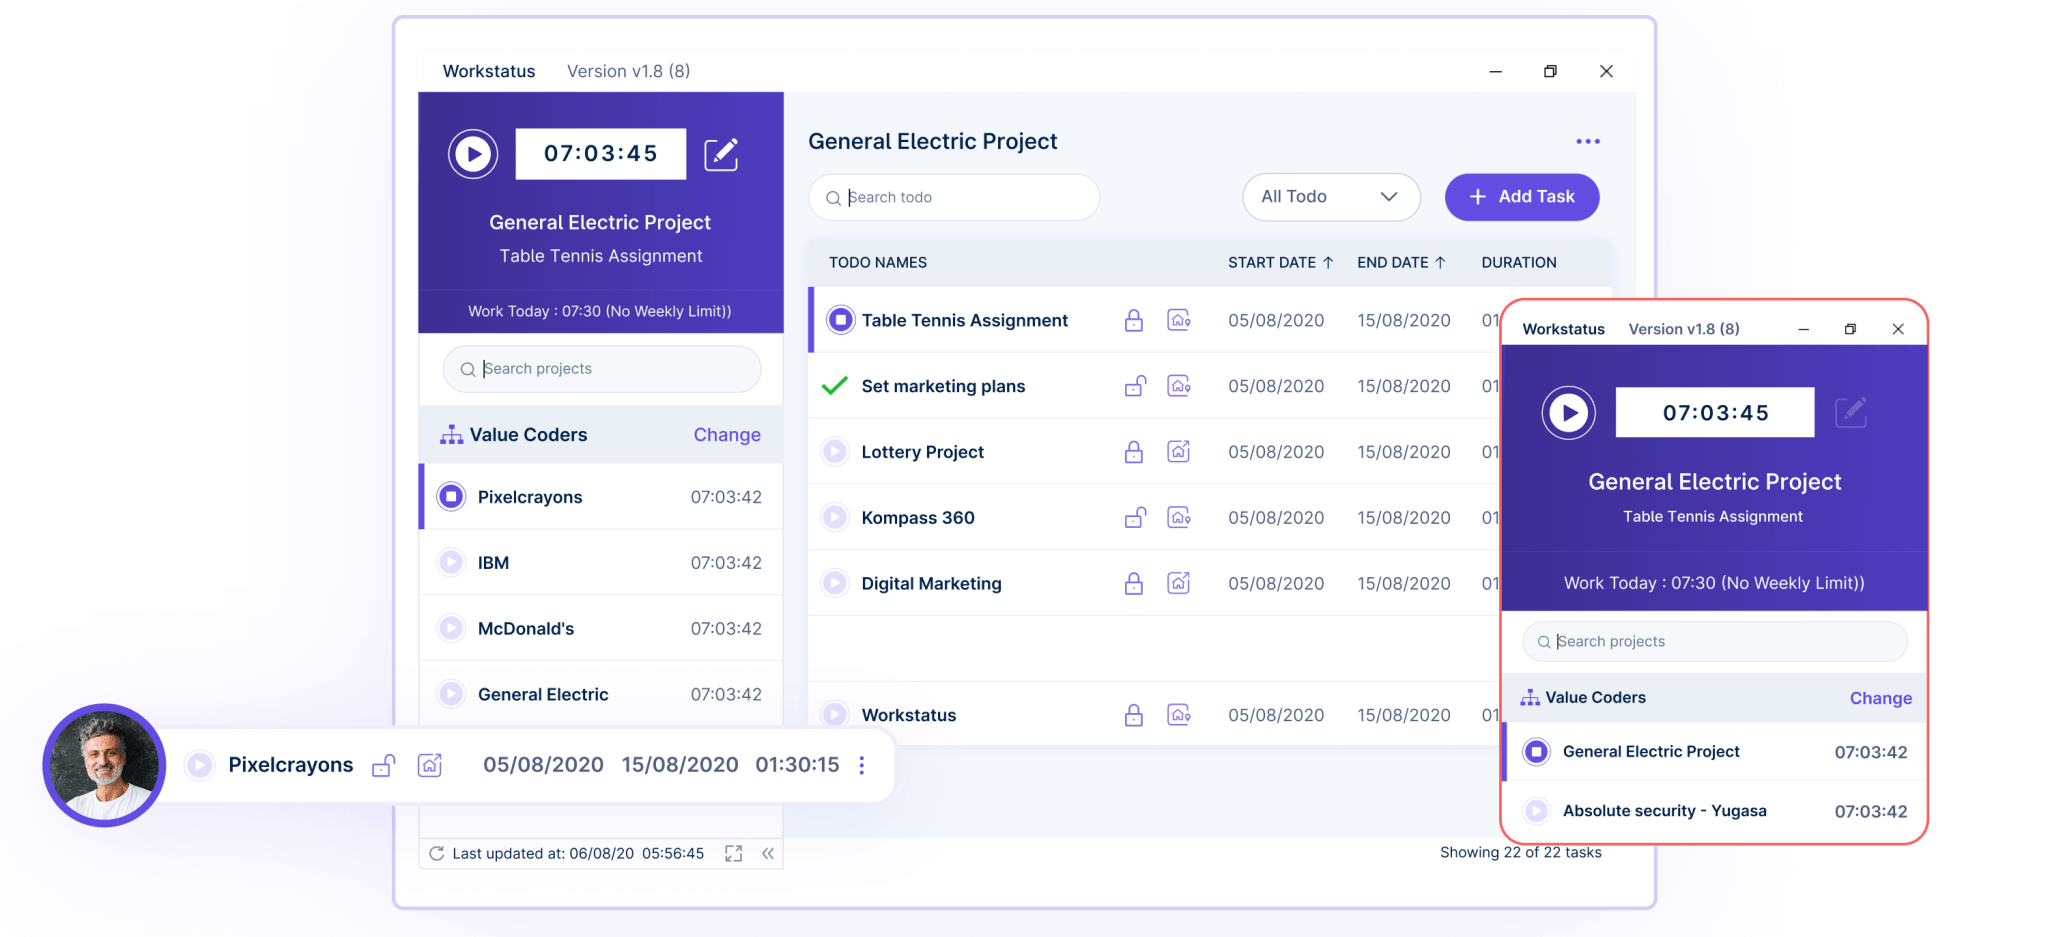 Workstatus Version v1.8 (8)
07:03:45
General Electric Project
Table Tennis Assignment
Work Today : 07:30 (No Weekly Limit))
Search projects
Value Coders Change
Pixelcrayons 07:03:42
IBM 07:03:42
McDonald's 07:03:42
General Electric 07:03:42
Pixelcrayons 05/08/2020 15/08/2020 01:30:15
Last updated at: 06/08/20 05:56:45
General Electric Project
Search todo All Todo + Add Task
TODO NAMES START DATE ↑ END DATE ↑ DURATION
Table Tennis Assignment 05/08/2020 15/08/2020 01
Set marketing plans 05/08/2020 15/08/2020 01
Lottery Project 05/08/2020 15/08/2020 01
Kompass 360 05/08/2020 15/08/2020 01
Digital Marketing 05/08/2020 15/08/2020 01
Workstatus 05/08/2020 15/08/2020 01
Showing 22 of 22 tasks
Workstatus Version v1.8 (8)
07:03:45
General Electric Project
Table Tennis Assignment
Work Today : 07:30 (No Weekly Limit))
Search projects
Value Coders Change
General Electric Project 07:03:42
Absolute security - Yugasa 07:03:42